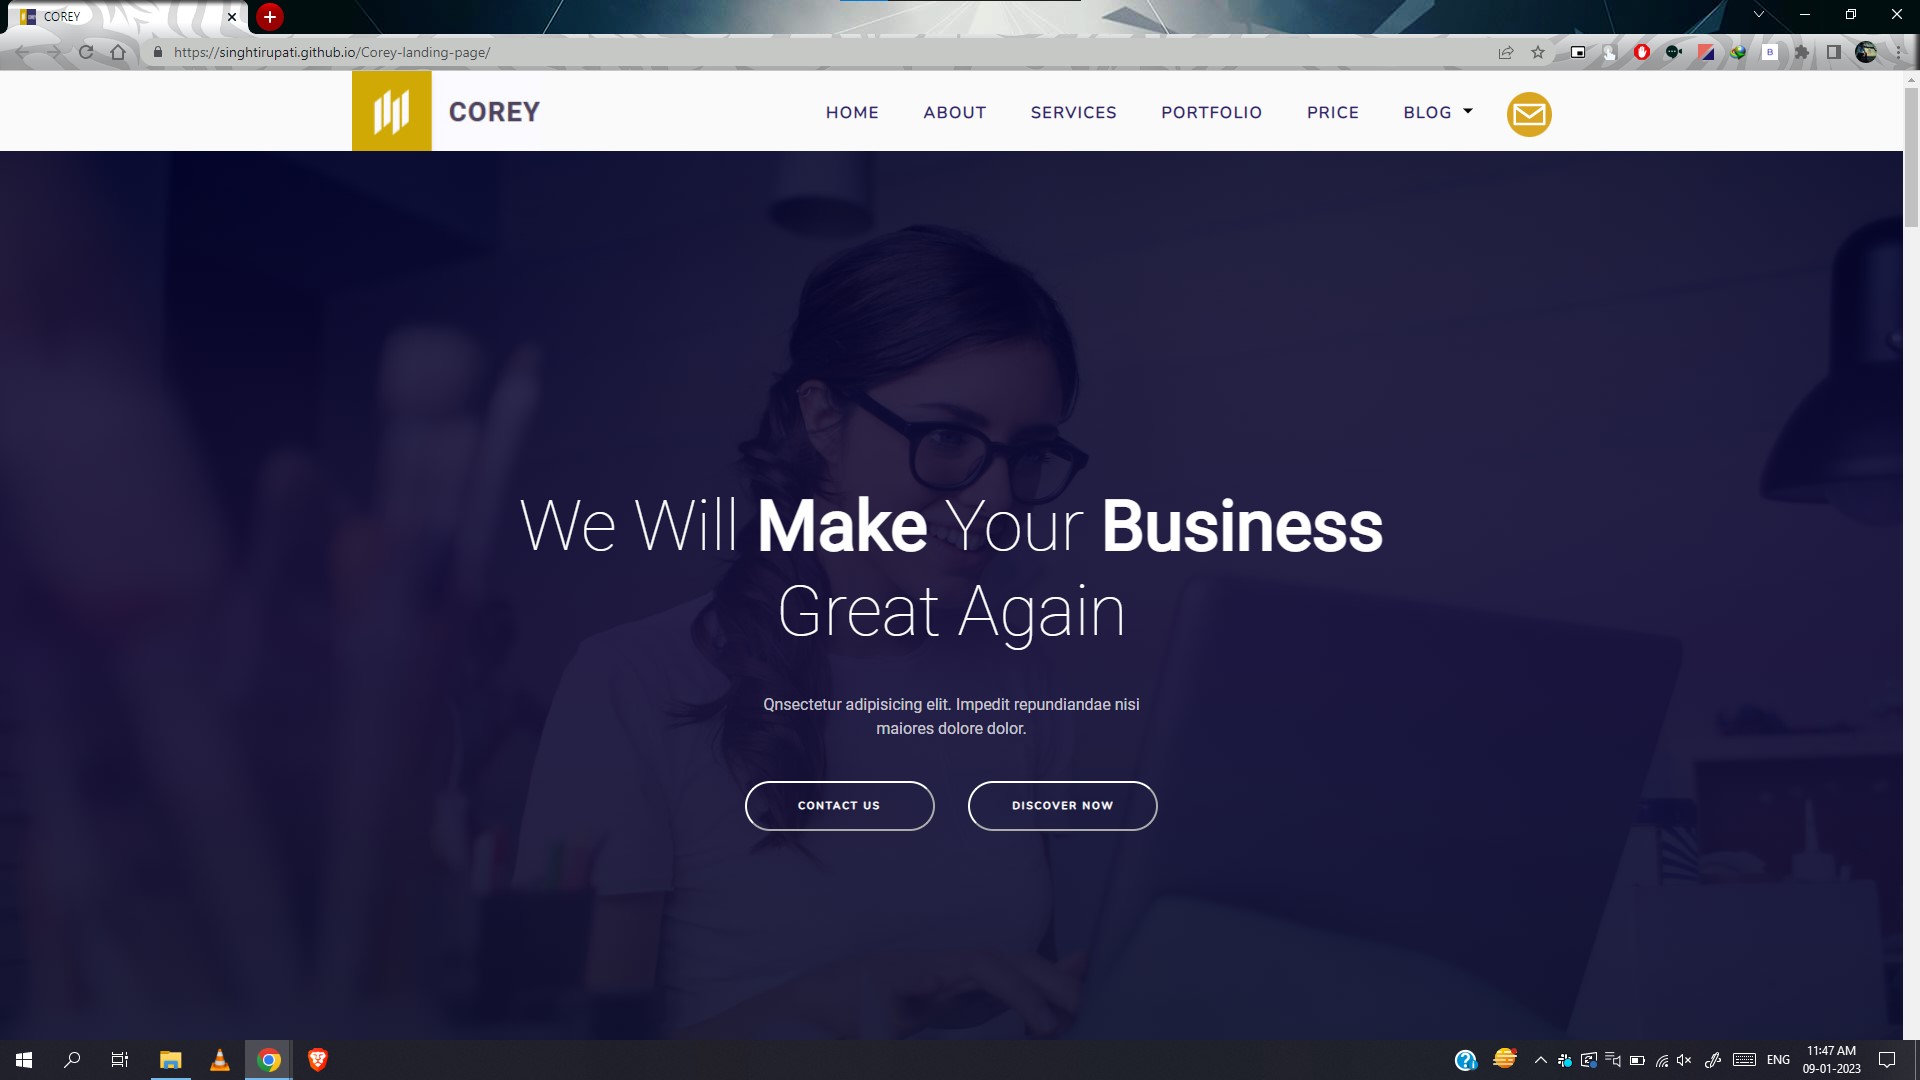 COREY
https://singhtirupati.github.io/Corey-landing-page/
COREY
HOME ABOUT SERVICES PORTFOLIO PRICE BLOG
We Will Make Your Business
Great Again
Qnsectetur adipisicing elit. Impedit repundiandae nisi
maiores dolore dolor.
CONTACT US DISCOVER NOW
ENG
11:47 AM
09-01-2023